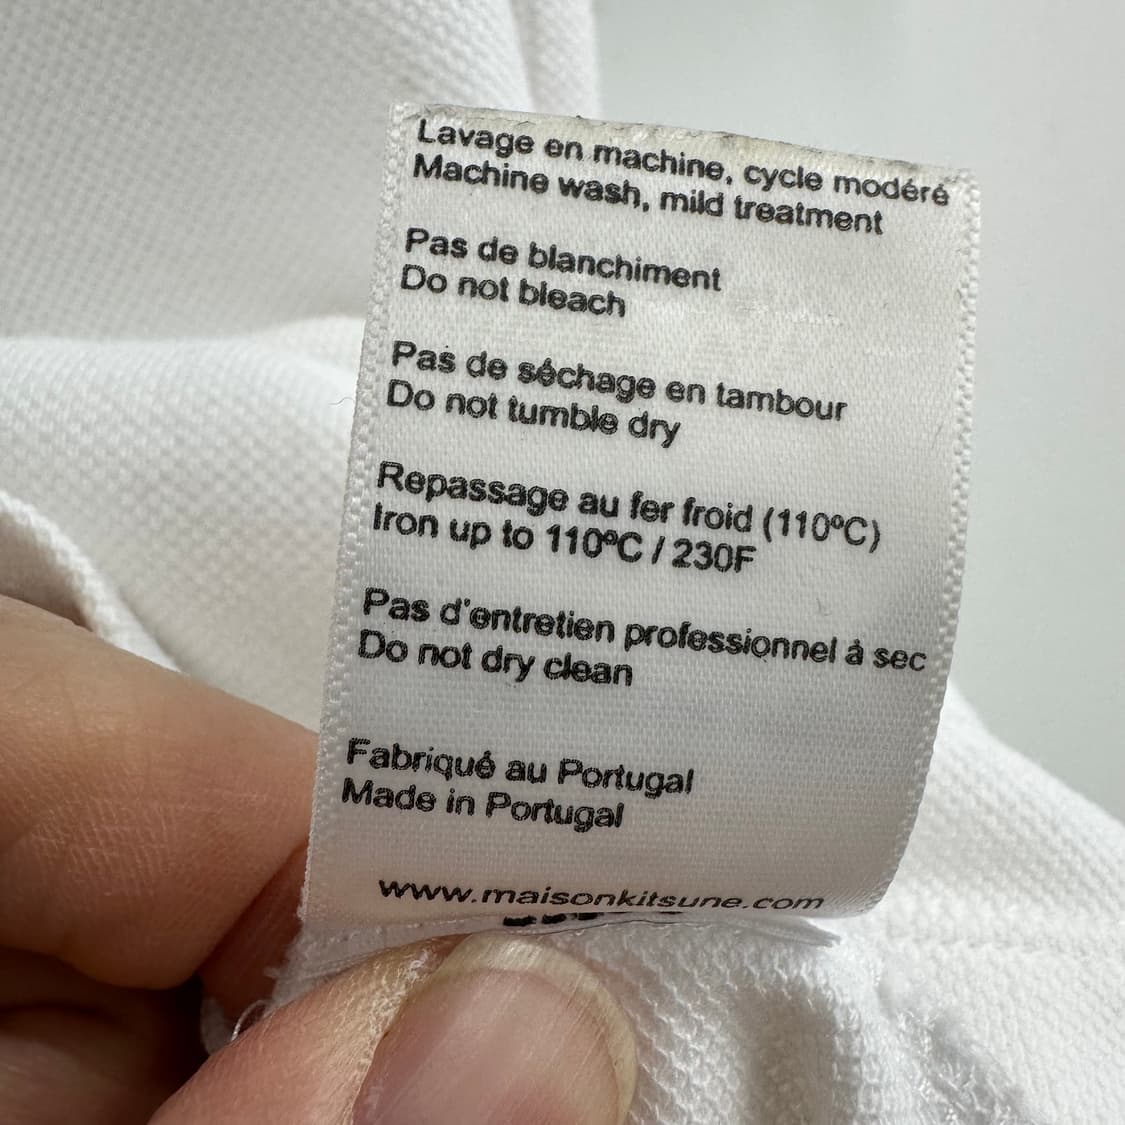 Lavage en machine, cycle modéré
Machine wash, mild treatment
Pas de blanchiment
Do not bleach
Pas de séchage en tambour
Do not tumble dry
Repassage au fer froid (110ºC)
Iron up to 110ºC / 230F
Pas d'entretien professionnel à sec
Do not dry clean
Fabriqué au Portugal
Made in Portugal
www.maisonkitsune.com